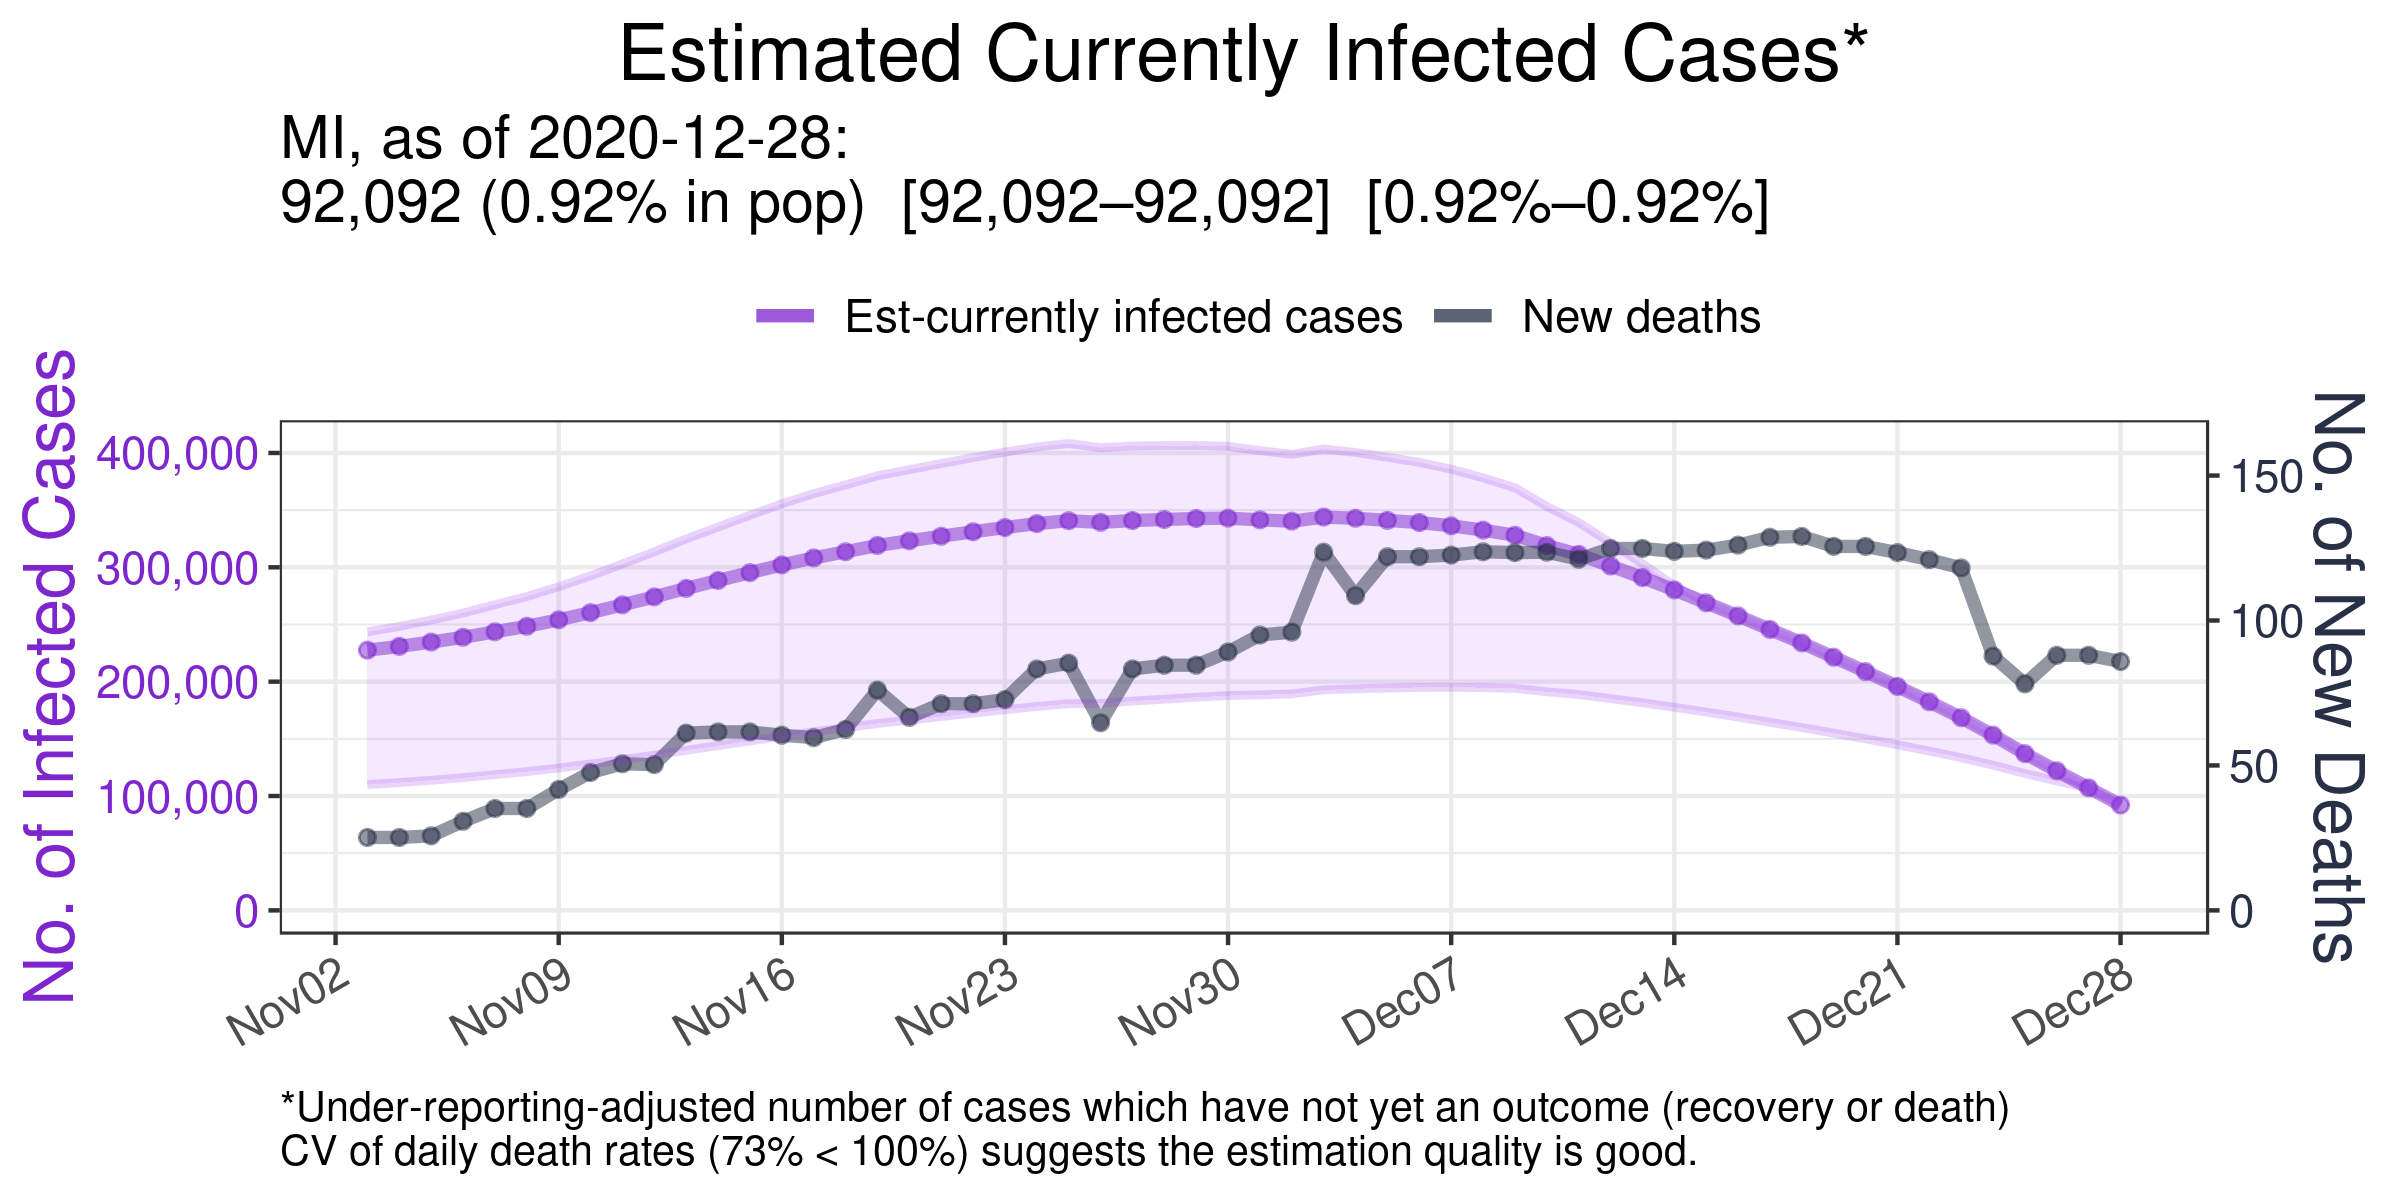 Estimated Currently Infected Cases*
MI, as of 2020-12-28:
92,092 (0.92% in pop)  [92,092–92,092]  [0.92%–0.92%]
Est-currently infected cases
New deaths
No. of Infected Cases
400,000
300,000
200,000
100,000
0
No. of New Deaths
150
100
50
0
Nov02
Nov09
Nov16
Nov23
Nov30
Dec07
Dec14
Dec21
Dec28
*Under-reporting-adjusted number of cases which have not yet an outcome (recovery or death)
CV of daily death rates (73% < 100%) suggests the estimation quality is good.